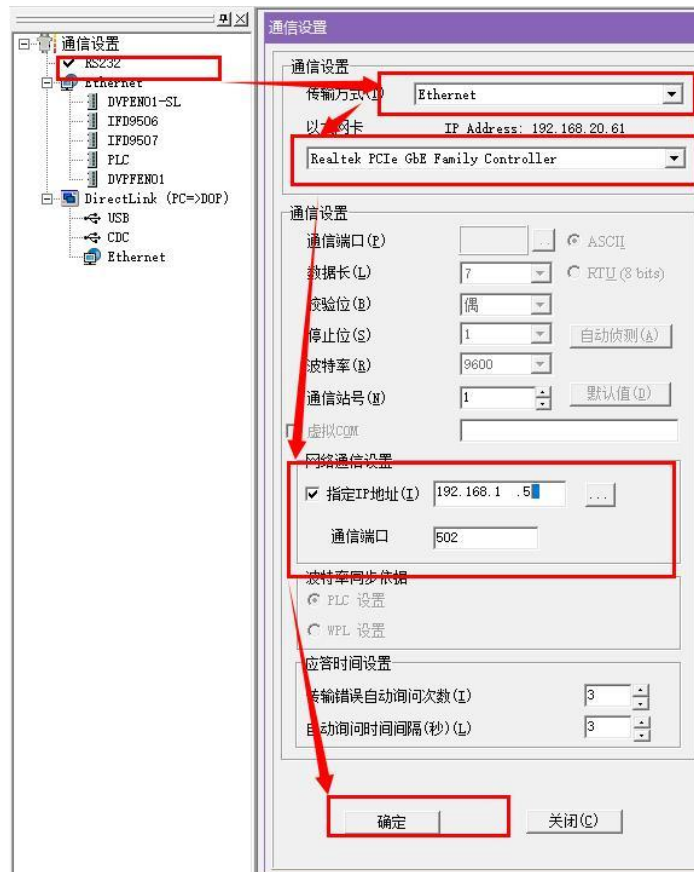 通信设置
RS232
Ethernet
DVPEN01-SL
IFD9506
IFD9507
PLC
DVPFEN01
DirectLink (PC=>DOP)
USB
CDC
Ethernet
通信设置
通信设置
传输方式(I)
Ethernet
以太网卡
IP Address: 192.168.20.61
Realtek PCIe GbE Family Controller
通信设置
通信端口(P)
..
ASCII
数据长(L)
7
RTU (8 bits)
校验位(B)
偶
停止位(S)
1
自动侦测(A)
波特率(R)
9600
通信站号(N)
1
默认值(D)
虚拟COM
网络通信设置
指定IP地址(I)
192.168.1 .5
...
通信端口
502
波特率同步依据
PLC 设置
WPL 设置
应答时间设置
传输错误自动询问次数(I)
3
自动询问时间间隔(秒)(L)
3
确定
关闭(C)